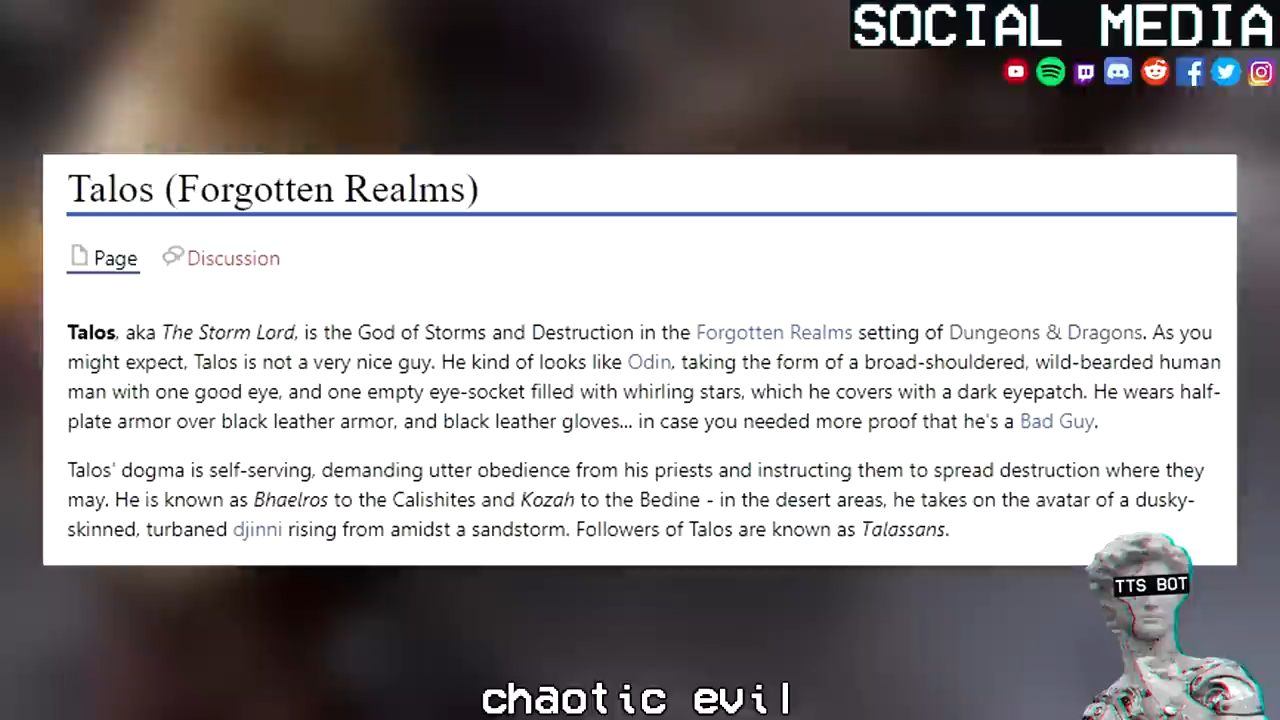 SOCIAL MEDIA
Talos (Forgotten Realms)
Page Discussion
Talos, aka The Storm Lord, is the God of Storms and Destruction in the Forgotten Realms setting of Dungeons & Dragons. As you
might expect, Talos is not a very nice guy. He kind of looks like Odin, taking the form of a broad-shouldered, wild-bearded human
man with one good eye, and one empty eye-socket filled with whirling stars, which he covers with a dark eyepatch. He wears half-
plate armor over black leather armor, and black leather gloves... in case you needed more proof that he's a Bad Guy.
Talos' dogma is self-serving, demanding utter obedience from his priests and instructing them to spread destruction where they
may. He is known as Bhaelros to the Calishites and Kozah to the Bedine - in the desert areas, he takes on the avatar of a dusky-
skinned, turbaned djinni rising from amidst a sandstorm. Followers of Talos are known as Talassans.
TTS BOT
chaotic evil